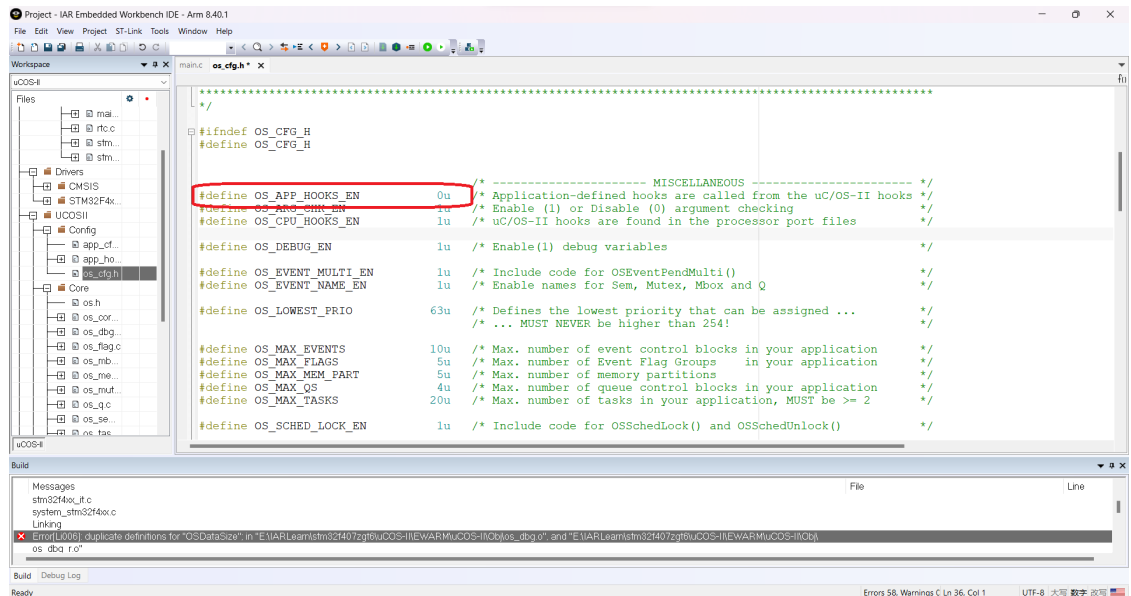 Project - IAR Embedded Workbench IDE - Arm 8.40.1
File Edit View Project ST-Link Tools Window Help
Workspace
main.c os_cfg.h *
uCOS-II
Files
mai...
rtc.c
stm...
stm...
Drivers
CMSIS
STM32F4x...
UCOSII
Config
app_cf...
app_ho...
os_cfg.h
Core
os.h
os_cor...
os_dbg...
os_flag.c
os_mb...
os_me...
os_mut...
os_q.c
os_se...
os_tas
uCOS-II
*/
#ifndef OS_CFG_H
#define OS_CFG_H
/* ---------------------- MISCELLANEOUS ----------------------- */
#define OS_APP_HOOKS_EN 0u /* Application-defined hooks are called from the uC/OS-II hooks */
#define OS_ARG_CHK_EN 1u /* Enable (1) or Disable (0) argument checking */
#define OS_CPU_HOOKS_EN 1u /* uC/OS-II hooks are found in the processor port files */
#define OS_DEBUG_EN 1u /* Enable(1) debug variables */
#define OS_EVENT_MULTI_EN 1u /* Include code for OSEventPendMulti() */
#define OS_EVENT_NAME_EN 1u /* Enable names for Sem, Mutex, Mbox and Q */
#define OS_LOWEST_PRIO 63u /* Defines the lowest priority that can be assigned ... */
/* ... MUST NEVER be higher than 254! */
#define OS_MAX_EVENTS 10u /* Max. number of event control blocks in your application */
#define OS_MAX_FLAGS 5u /* Max. number of Event Flag Groups in your application */
#define OS_MAX_MEM_PART 5u /* Max. number of memory partitions */
#define OS_MAX_QS 4u /* Max. number of queue control blocks in your application */
#define OS_MAX_TASKS 20u /* Max. number of tasks in your application, MUST be >= 2 */
#define OS_SCHED_LOCK_EN 1u /* Include code for OSSchedLock() and OSSchedUnlock() */
Build
Messages File Line
stm32f4xx_it.c
system_stm32f4xx.c
Linking
Error[Li006]: duplicate definitions for "OSDataSize"; in "E:\IARLearn\stm32f407zgt6\uCOS-II\EWARM\uCOS-II\Obj\os_dbg.o", and "E:\IARLearn\stm32f407zgt6\uCOS-II\EWARM\uCOS-II\Obj\
os_dbg_r.o"
Build Debug Log
Ready Errors 58, Warnings C Ln 36, Col 1 UTF-8 大写 数字 改写